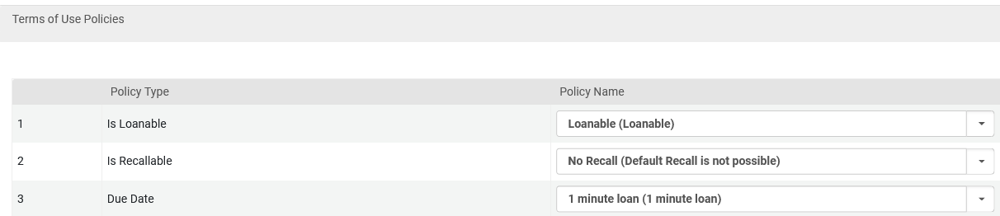 Terms of Use Policies
Policy Type Policy Name
1 Is Loanable Loanable (Loanable)
2 Is Recallable No Recall (Default Recall is not possible)
3 Due Date 1 minute loan (1 minute loan)